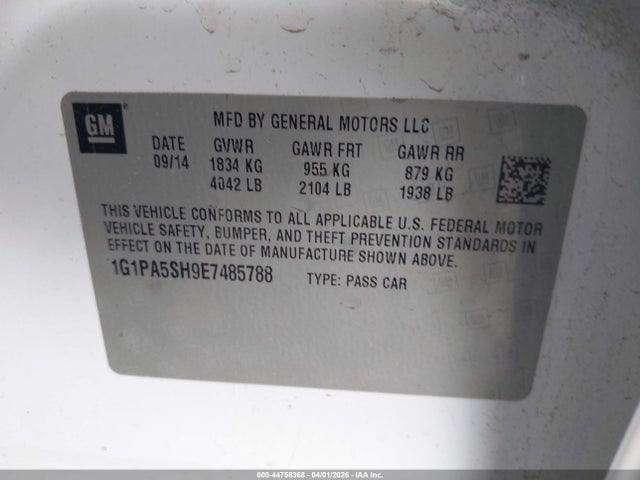 GM
MFD BY GENERAL MOTORS LLC
DATE GVWR GAWR FRT GAWR RR
09/14 1834 KG 955 KG 879 KG
4042 LB 2104 LB 1938 LB
THIS VEHICLE CONFORMS TO ALL APPLICABLE U.S. FEDERAL MOTOR
VEHICLE SAFETY, BUMPER, AND THEFT PREVENTION STANDARDS IN
EFFECT ON THE DATE OF MANUFACTURE SHOWN ABOVE.
1G1PA5SH9E7485788 TYPE: PASS CAR
000-44758368 | 04/01/2026 - IAA, Inc.